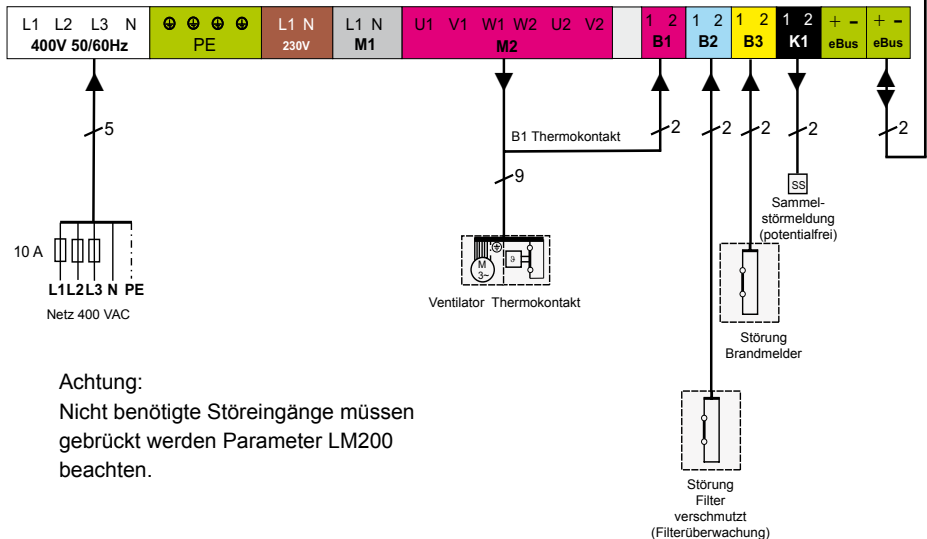 L1 L2 L3 N
400V 50/60Hz
PE
L1 N
230V
L1 N
M1
U1 V1 W1 W2 U2 V2
M2
1 2
B1
1 2
B2
1 2
B3
1 2
K1
+ -
eBus
+ -
eBus
5
B1 Thermokontakt
2
2
2
2
2
9
SS
Sammel-
störmeldung
(potentialfrei)
10 A
M
3~
ϑ
L1 L2 L3 N PE
Netz 400 VAC
Ventilator Thermokontakt
Störung
Brandmelder
Achtung:
Nicht benötigte Störeingänge müssen
gebrückt werden Parameter LM200
beachten.
Störung
Filter
verschmutzt
(Filterüberwachung)